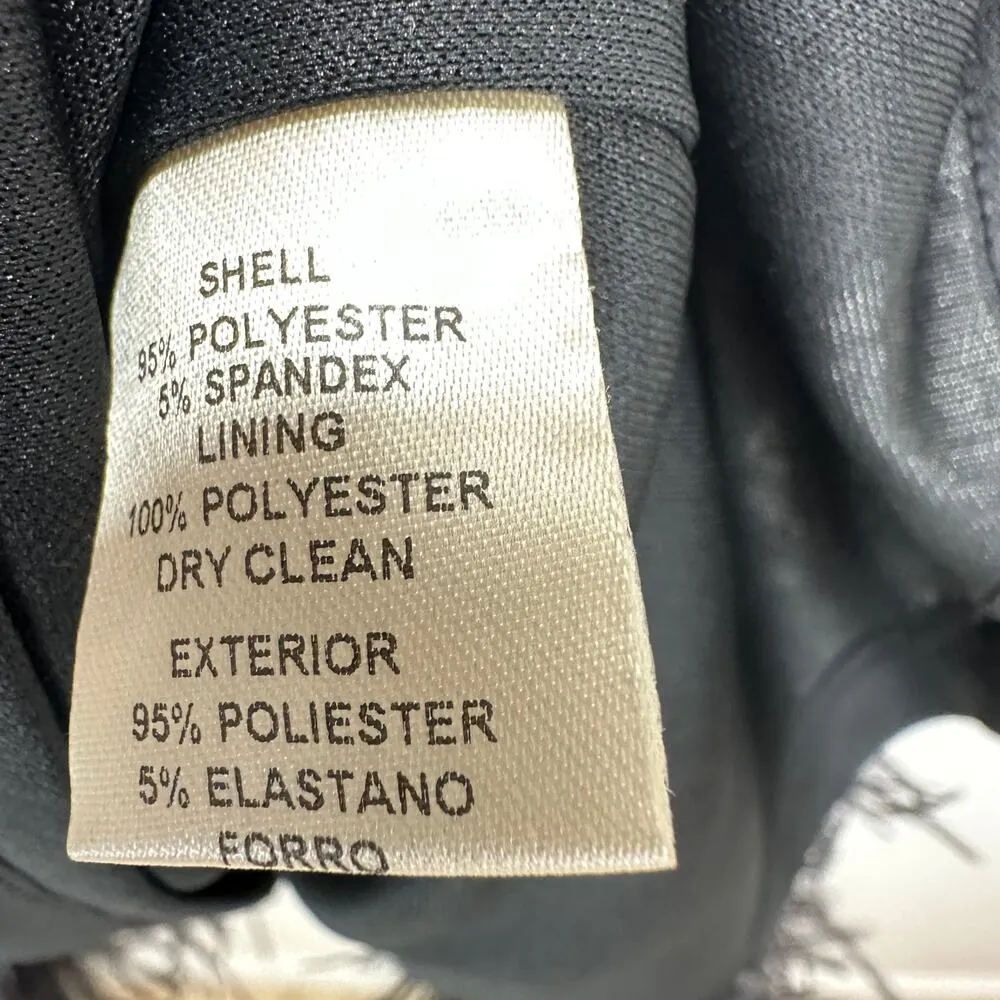 SHELL
95% POLYESTER
5% SPANDEX
LINING
100% POLYESTER
DRY CLEAN
EXTERIOR
95% POLIESTER
5% ELASTANO
FORRO